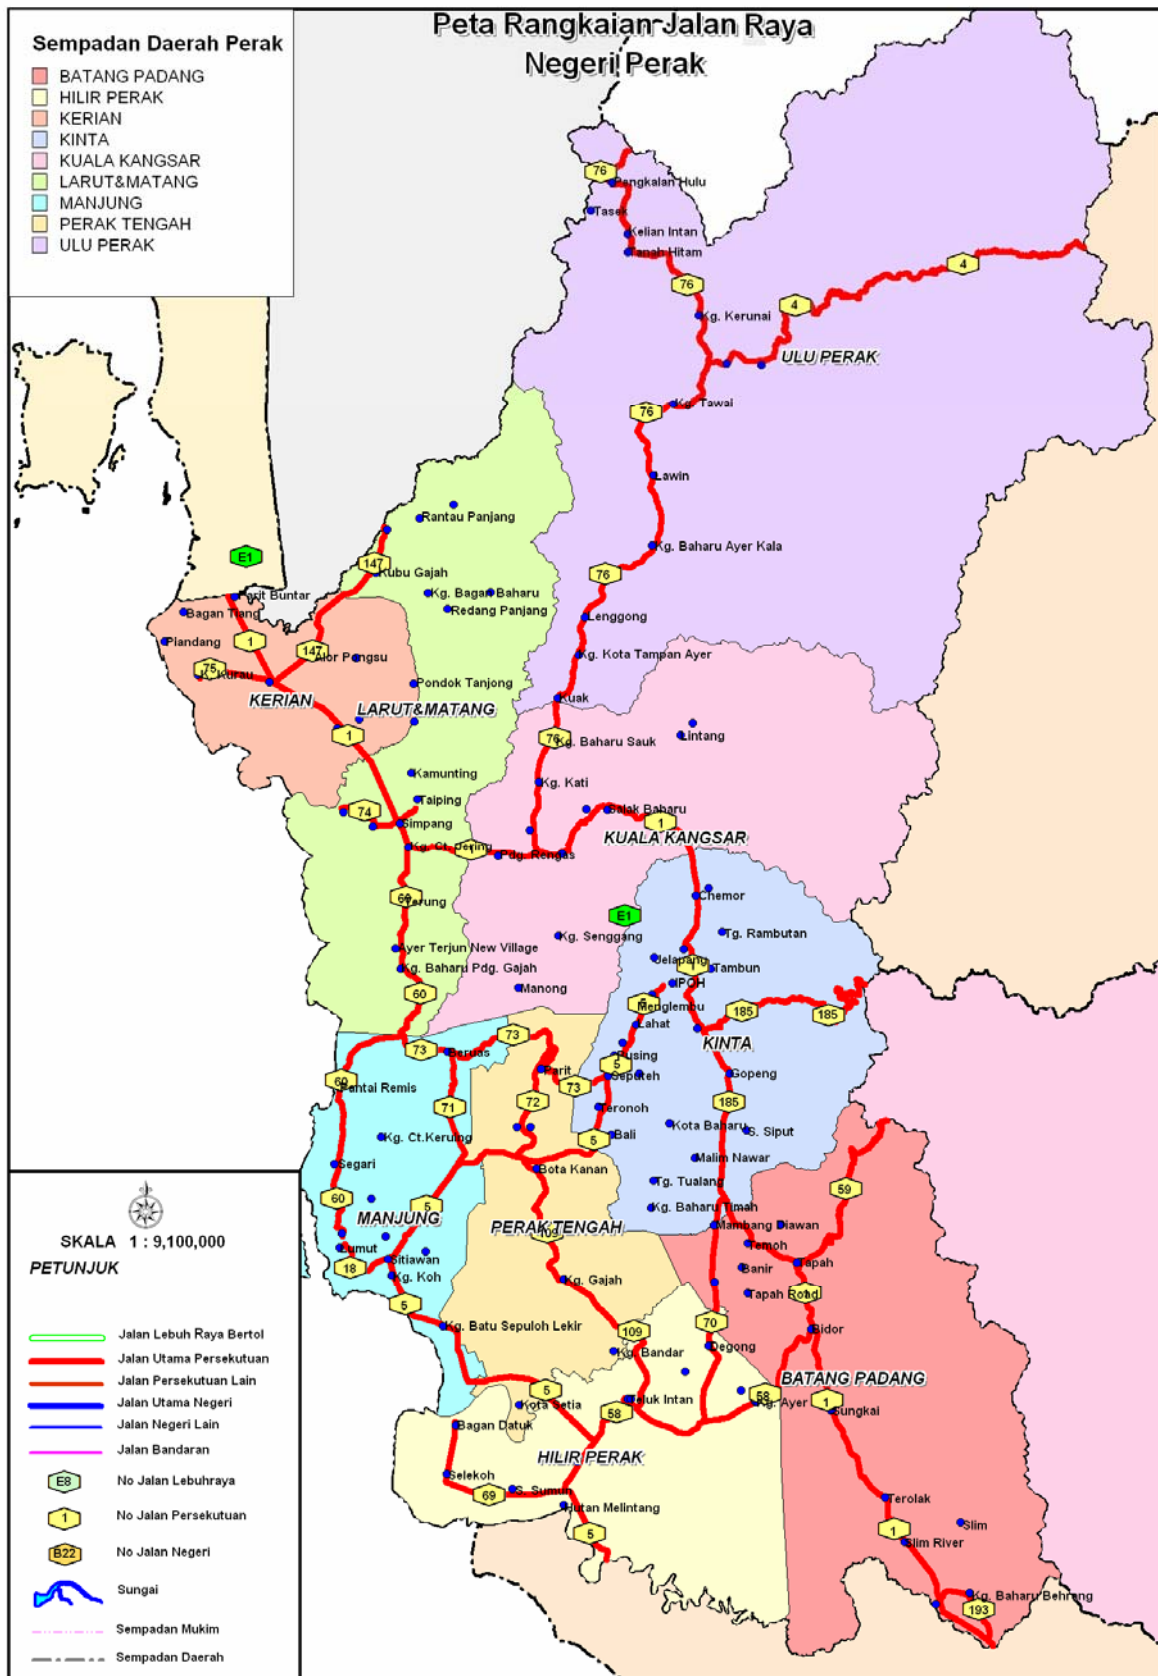 Peta Rangkaian Jalan Raya
Negeri Perak
Sempadan Daerah Perak
BATANG PADANG
HILIR PERAK
KERIAN
KINTA
KUALA KANGSAR
LARUT&MATANG
MANJUNG
PERAK TENGAH
ULU PERAK
76
Pengkalan Hulu
Tasek
Kelian Intan
Tanah Hitam
4
76
4
Kg. Kerunai
ULU PERAK
76
Kg. Tawai
Lawin
Rantau Panjang
Kg. Baharu Ayer Kala
E1
147
Kubu Gajah
76
Kg. Bagan Baharu
Parit Buntar
Redang Panjang
Bagan Tiang
Lenggong
1
Piandang
147
Alor Pongsu
Kg. Kota Tampan Ayer
75
K. Kurau
Pondok Tanjong
KERIAN
LARUT&MATANG
Kuak
1
76
Kg. Baharu Sauk
Lintang
Kamunting
Kg. Kati
Taiping
74
Simpang
Salak Baharu
1
KUALA KANGSAR
Kg. Ct. Dering
1
Pdg. Rengas
Chemor
60
Terung
E1
Tg. Rambutan
Kg. Senggang
Ayer Terjun New Village
Jelapang
1
Tambun
Kg. Baharu Pdg. Gajah
IPOH
Manong
60
5
Menglembu
185
185
Lahat
73
KINTA
73
Beruas
Pusing
5
Parit
Seputeh
Gopeng
60
Pantai Remis
73
72
71
185
Teronoh
Kota Baharu
S. Siput
Kg. Ct.Keruing
5
Bali
Malim Nawar
Segari
Bota Kanan
Tg. Tualang
59
60
5
Kg. Baharu Timah
MANJUNG
PERAK TENGAH
Mambang Diawan
109
Lumut
Temoh
Sitiawan
Tapah
18
Banir
Kg. Koh
Kg. Gajah
Tapah Road
1
5
70
Kg. Batu Sepuloh Lekir
109
Bidor
Kg. Bandar
Degong
BATANG PADANG
5
58
1
Kota Setia
Teluk Intan
Kg. Ayer
58
Sungkai
Bagan Datuk
HILIR PERAK
Selekoh
S. Sumun
69
Terolak
Hutan Melintang
5
1
Slim
Slim River
Kg. Baharu Behrang
193
SKALA 1 : 9,100,000
PETUNJUK
Jalan Lebuh Raya Bertol
Jalan Utama Persekutuan
Jalan Persekutuan Lain
Jalan Utama Negeri
Jalan Negeri Lain
Jalan Bandaran
E8 No Jalan Lebuhraya
1 No Jalan Persekutuan
B22 No Jalan Negeri
Sungai
Sempadan Mukim
Sempadan Daerah